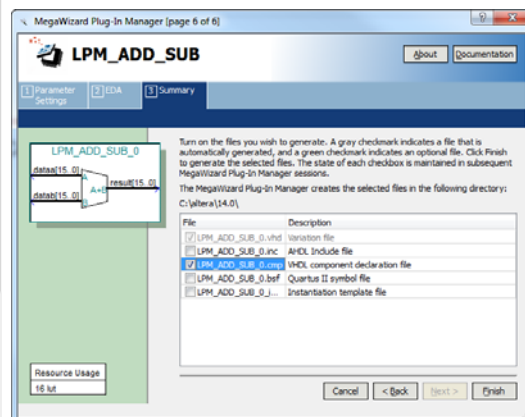 MegaWizard Plug-In Manager [page 6 of 6]
LPM_ADD_SUB
About
Documentation
1 Parameter Settings
2 EDA
3 Summary
LPM_ADD_SUB_0
dataa[15..0]
A
A+B
result[15..0]
datab[15..0]
B
Turn on the files you wish to generate. A gray checkmark indicates a file that is
automatically generated, and a green checkmark indicates an optional file. Click Finish
to generate the selected files. The state of each checkbox is maintained in subsequent
MegaWizard Plug-In Manager sessions.
The MegaWizard Plug-In Manager creates the selected files in the following directory:
C:\altera\14.0\
File Description
LPM_ADD_SUB_0.vhd Variation file
LPM_ADD_SUB_0.inc AHDL Include file
LPM_ADD_SUB_0.cmp VHDL component declaration file
LPM_ADD_SUB_0.bsf Quartus II symbol file
LPM_ADD_SUB_0_i... Instantiation template file
Resource Usage
16 lut
Cancel
< Back
Next >
Finish